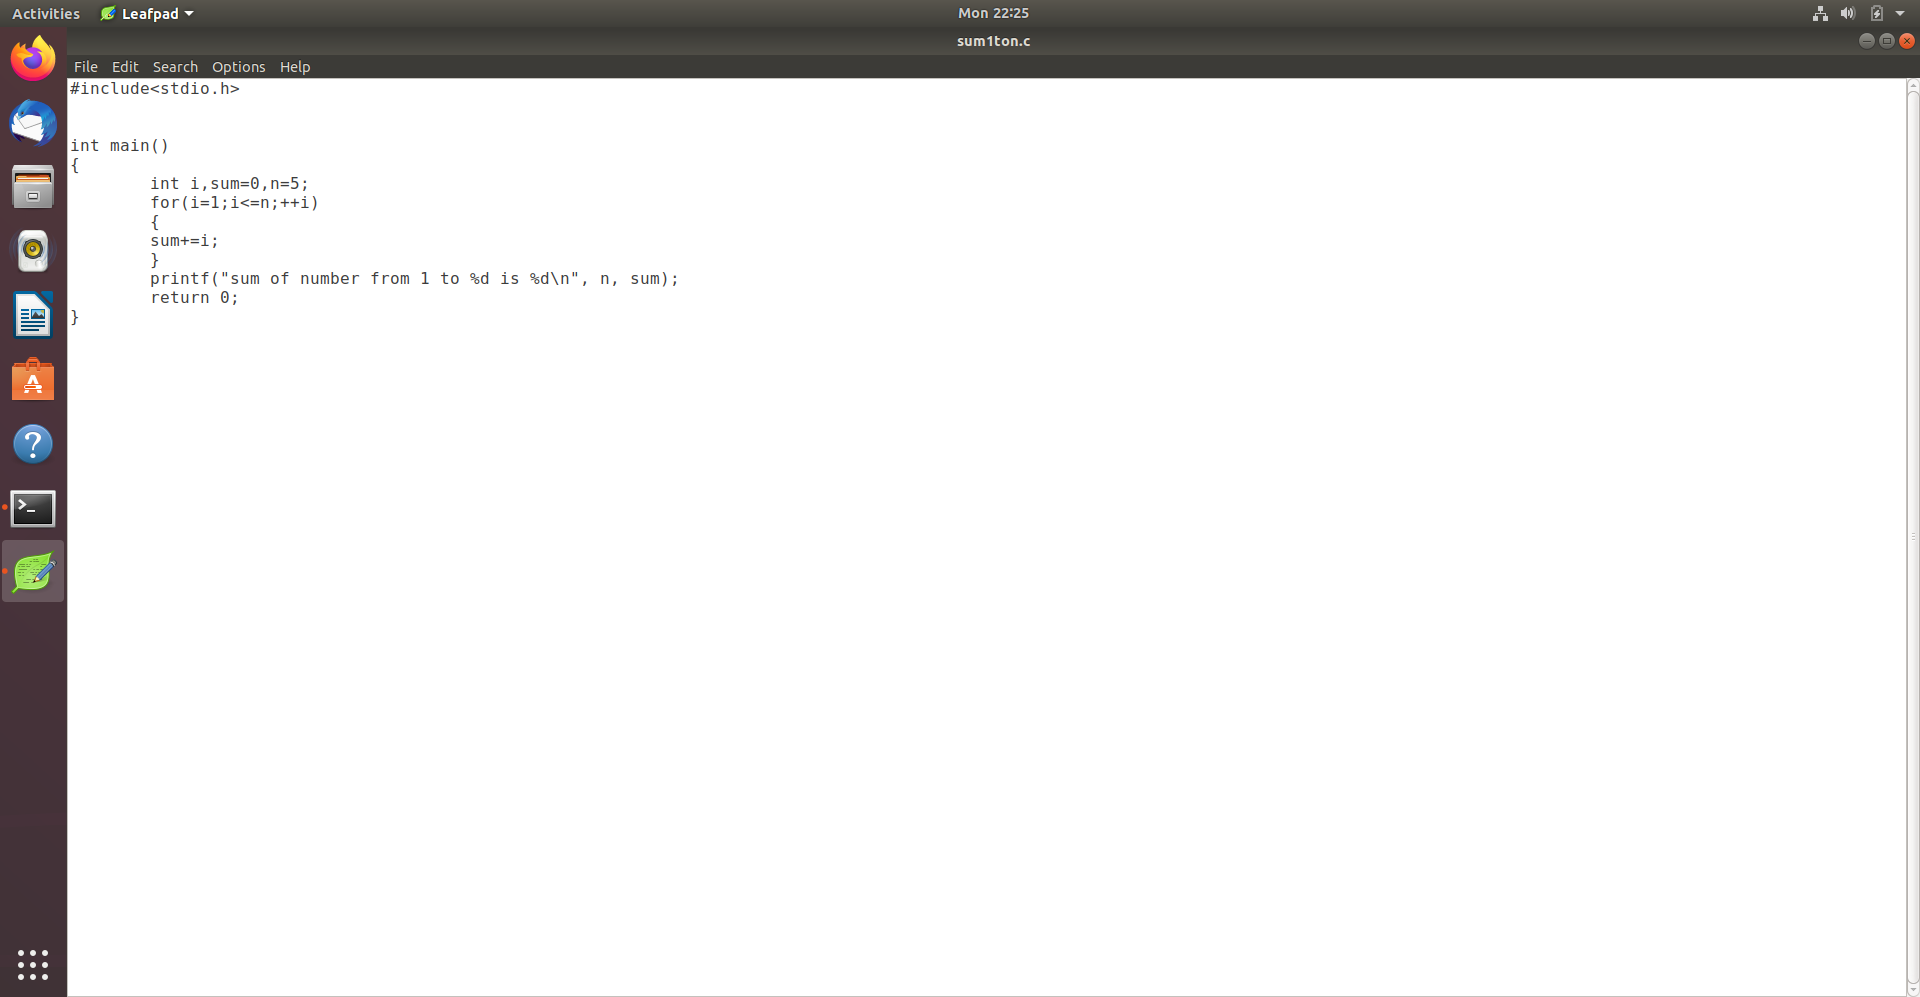 Activities Leafpad Mon 22:25
sum1ton.c
File Edit Search Options Help
#include<stdio.h>
int main()
{
int i,sum=0,n=5;
for(i=1;i<=n;++i)
{
sum+=i;
}
printf("sum of number from 1 to %d is %d\n", n, sum);
return 0;
}